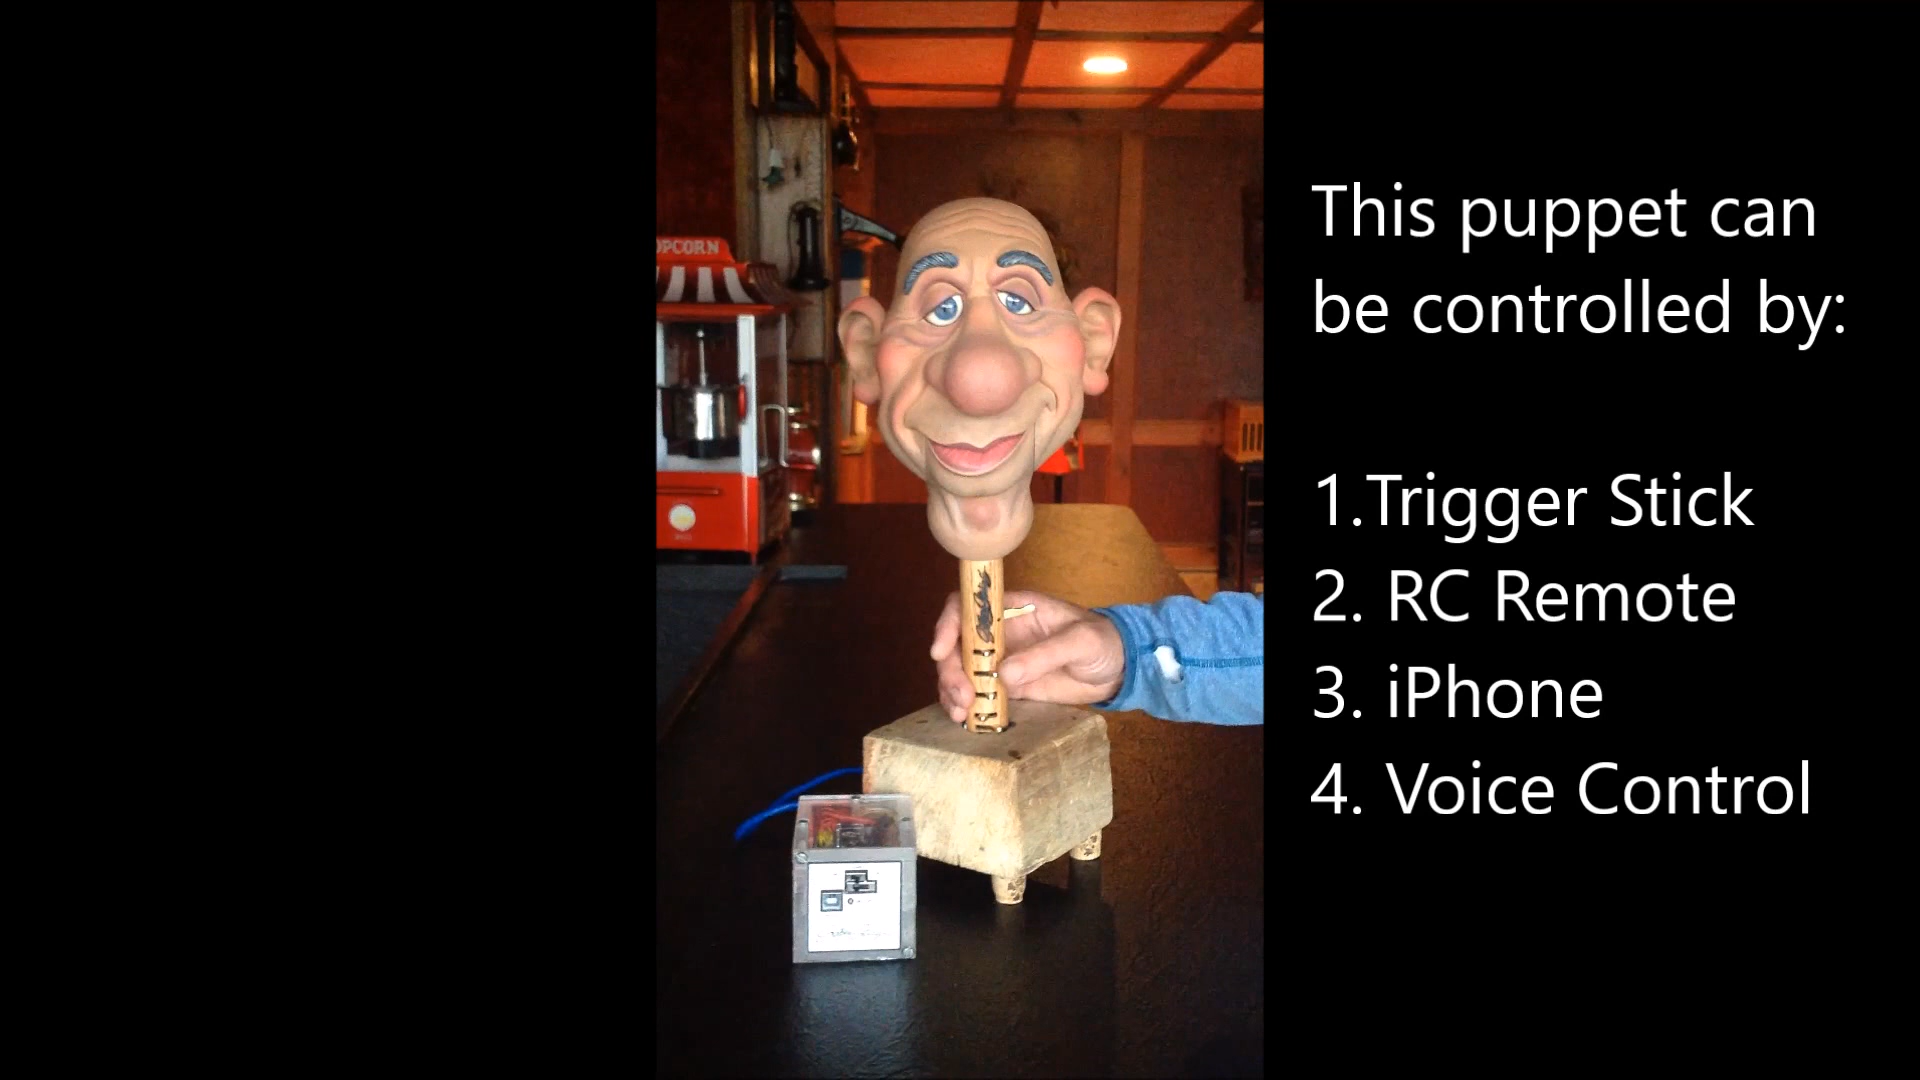 OPCORN
This puppet can
be controlled by:
1.Trigger Stick
2. RC Remote
3. iPhone
4. Voice Control